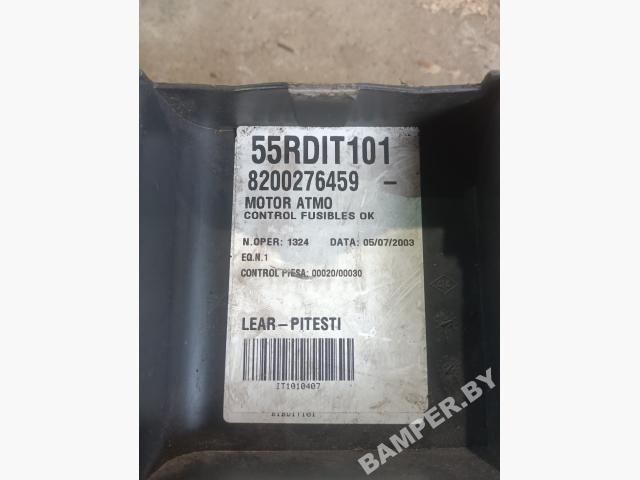 55RDIT101
8200276459 -
MOTOR ATMO
CONTROL FUSIBLES OK
N.OPER: 1324 DATA: 05/07/2003
EQ.N.1
CONTROL PIESA: 00020/00030
LEAR-PITESTI
IT1010407
BAMPER.BY